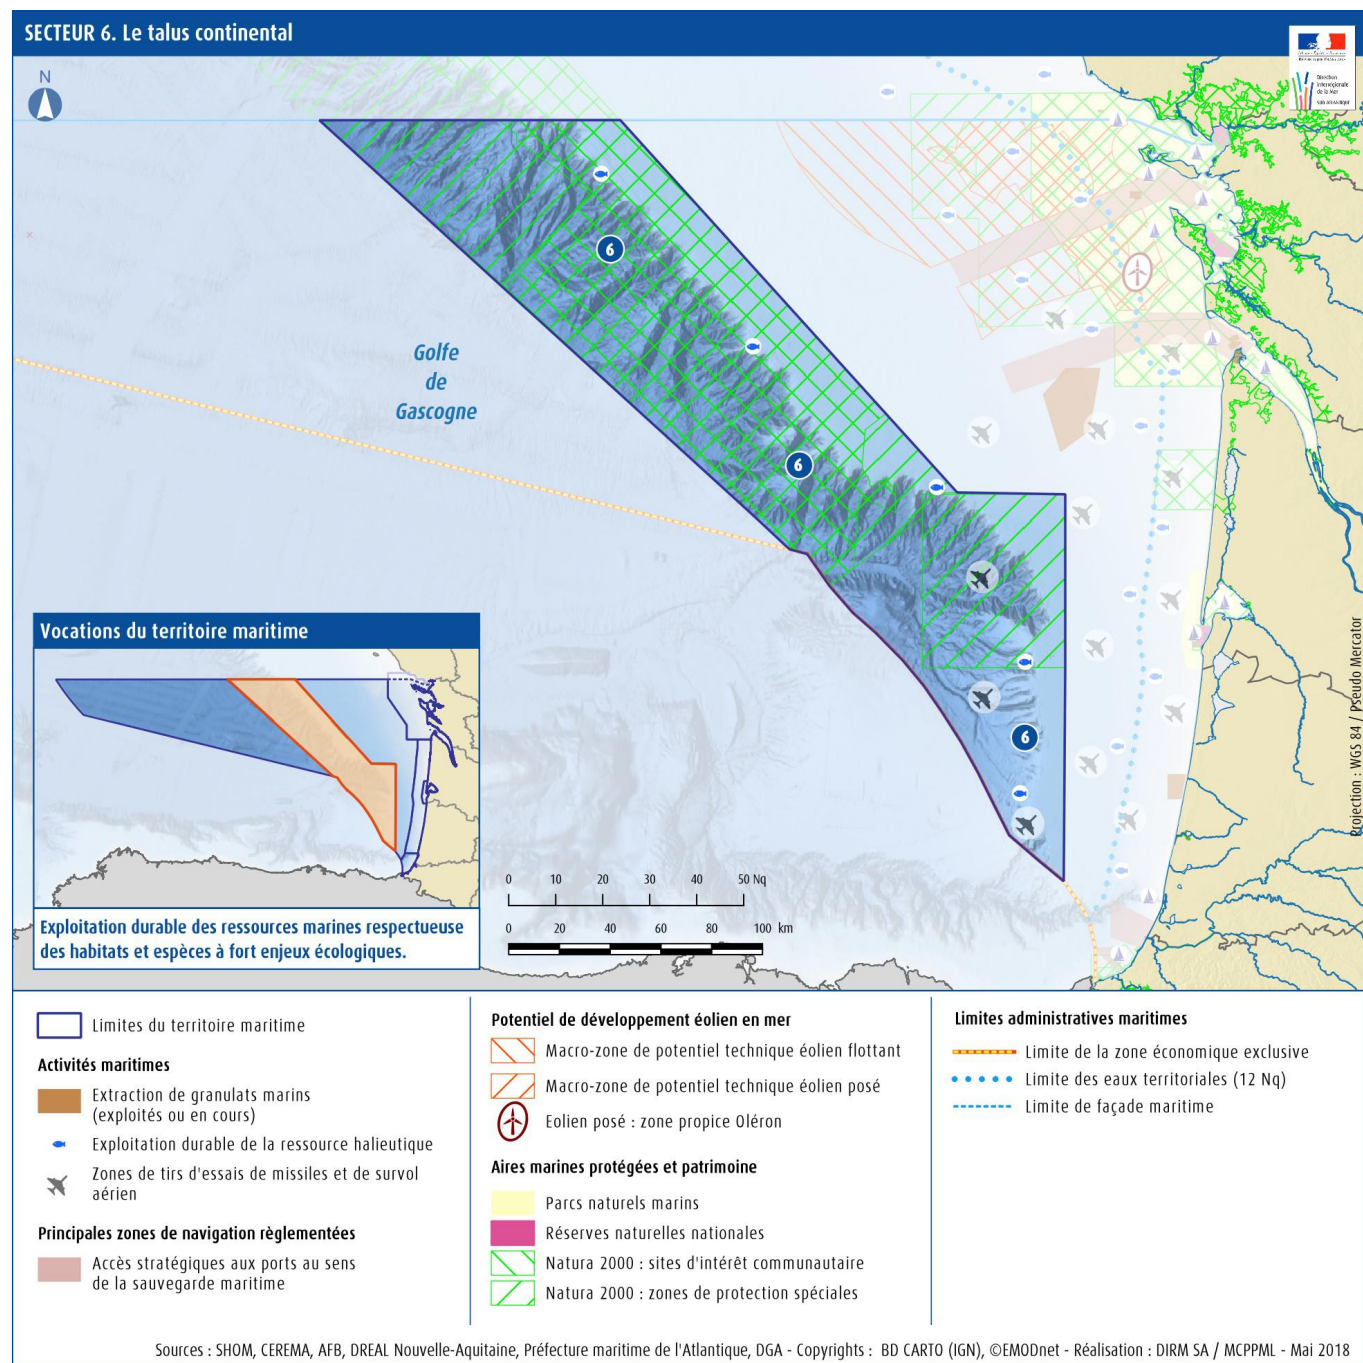 SECTEUR 6. Le talus continental
RÉPUBLIQUE FRANÇAISE
Direction
interrégionale
de la Mer
N
6
Golfe
de
Gascogne
6
6
Vocations du territoire maritime
Exploitation durable des ressources marines respectueuse
des habitats et espèces à fort enjeux écologiques.
0 10 20 30 40 50 Nq
0 20 40 60 80 100 km
Projection : WGS 84 / Pseudo Mercator
Limites du territoire maritime
Activités maritimes
Extraction de granulats marins
(exploités ou en cours)
Exploitation durable de la ressource halieutique
Zones de tirs d'essais de missiles et de survol
aérien
Principales zones de navigation règlementées
Accès stratégiques aux ports au sens
de la sauvegarde maritime
Potentiel de développement éolien en mer
Macro-zone de potentiel technique éolien flottant
Macro-zone de potentiel technique éolien posé
Eolien posé : zone propice Oléron
Aires marines protégées et patrimoine
Parcs naturels marins
Réserves naturelles nationales
Natura 2000 : sites d'intérêt communautaire
Natura 2000 : zones de protection spéciales
Limites administratives maritimes
Limite de la zone économique exclusive
Limite des eaux territoriales (12 Nq)
Limite de façade maritime
Sources : SHOM, CEREMA, AFB, DREAL Nouvelle-Aquitaine, Préfecture maritime de l'Atlantique, DGA - Copyrights : BD CARTO (IGN), ©EMODnet - Réalisation : DIRM SA / MCPPML - Mai 2018